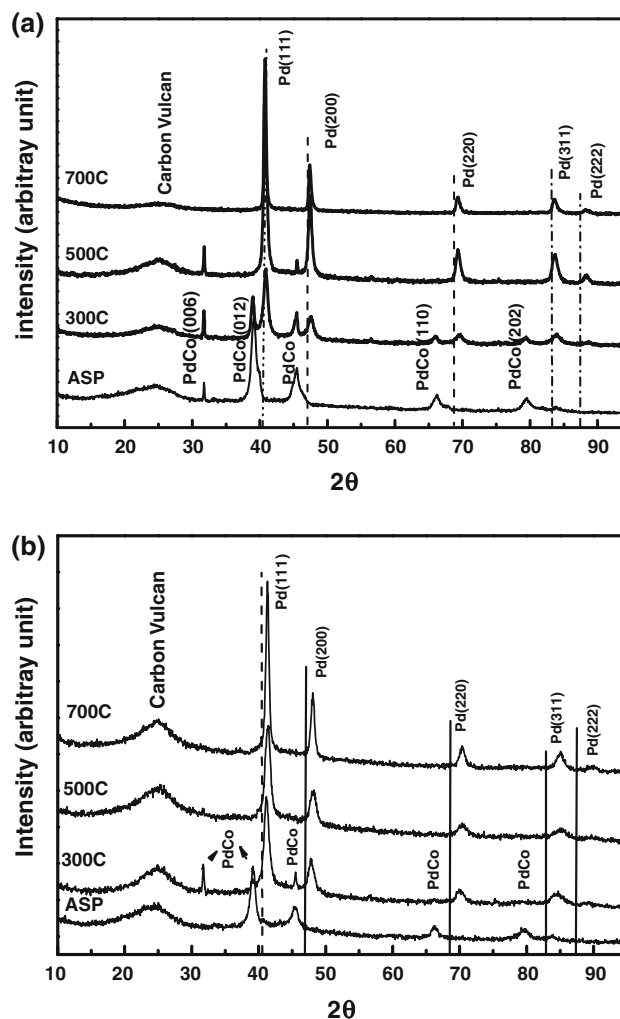 (a)
intensity (arbitray unit)
Carbon Vulcan
Pd(111)
Pd(200)
Pd(220)
Pd(311)
Pd(222)
700C
500C
300C
ASP
PdCo (006)
PdCo (012)
PdCo
PdCo (110)
PdCo (202)
10 20 30 40 50 60 70 80 90
2θ
(b)
Intensity (arbitray unit)
Carbon Vulcan
Pd(111)
Pd(200)
Pd(220)
Pd(311)
Pd(222)
700C
500C
300C
ASP
PdCo
PdCo
PdCo
PdCo
10 20 30 40 50 60 70 80 90
2θ